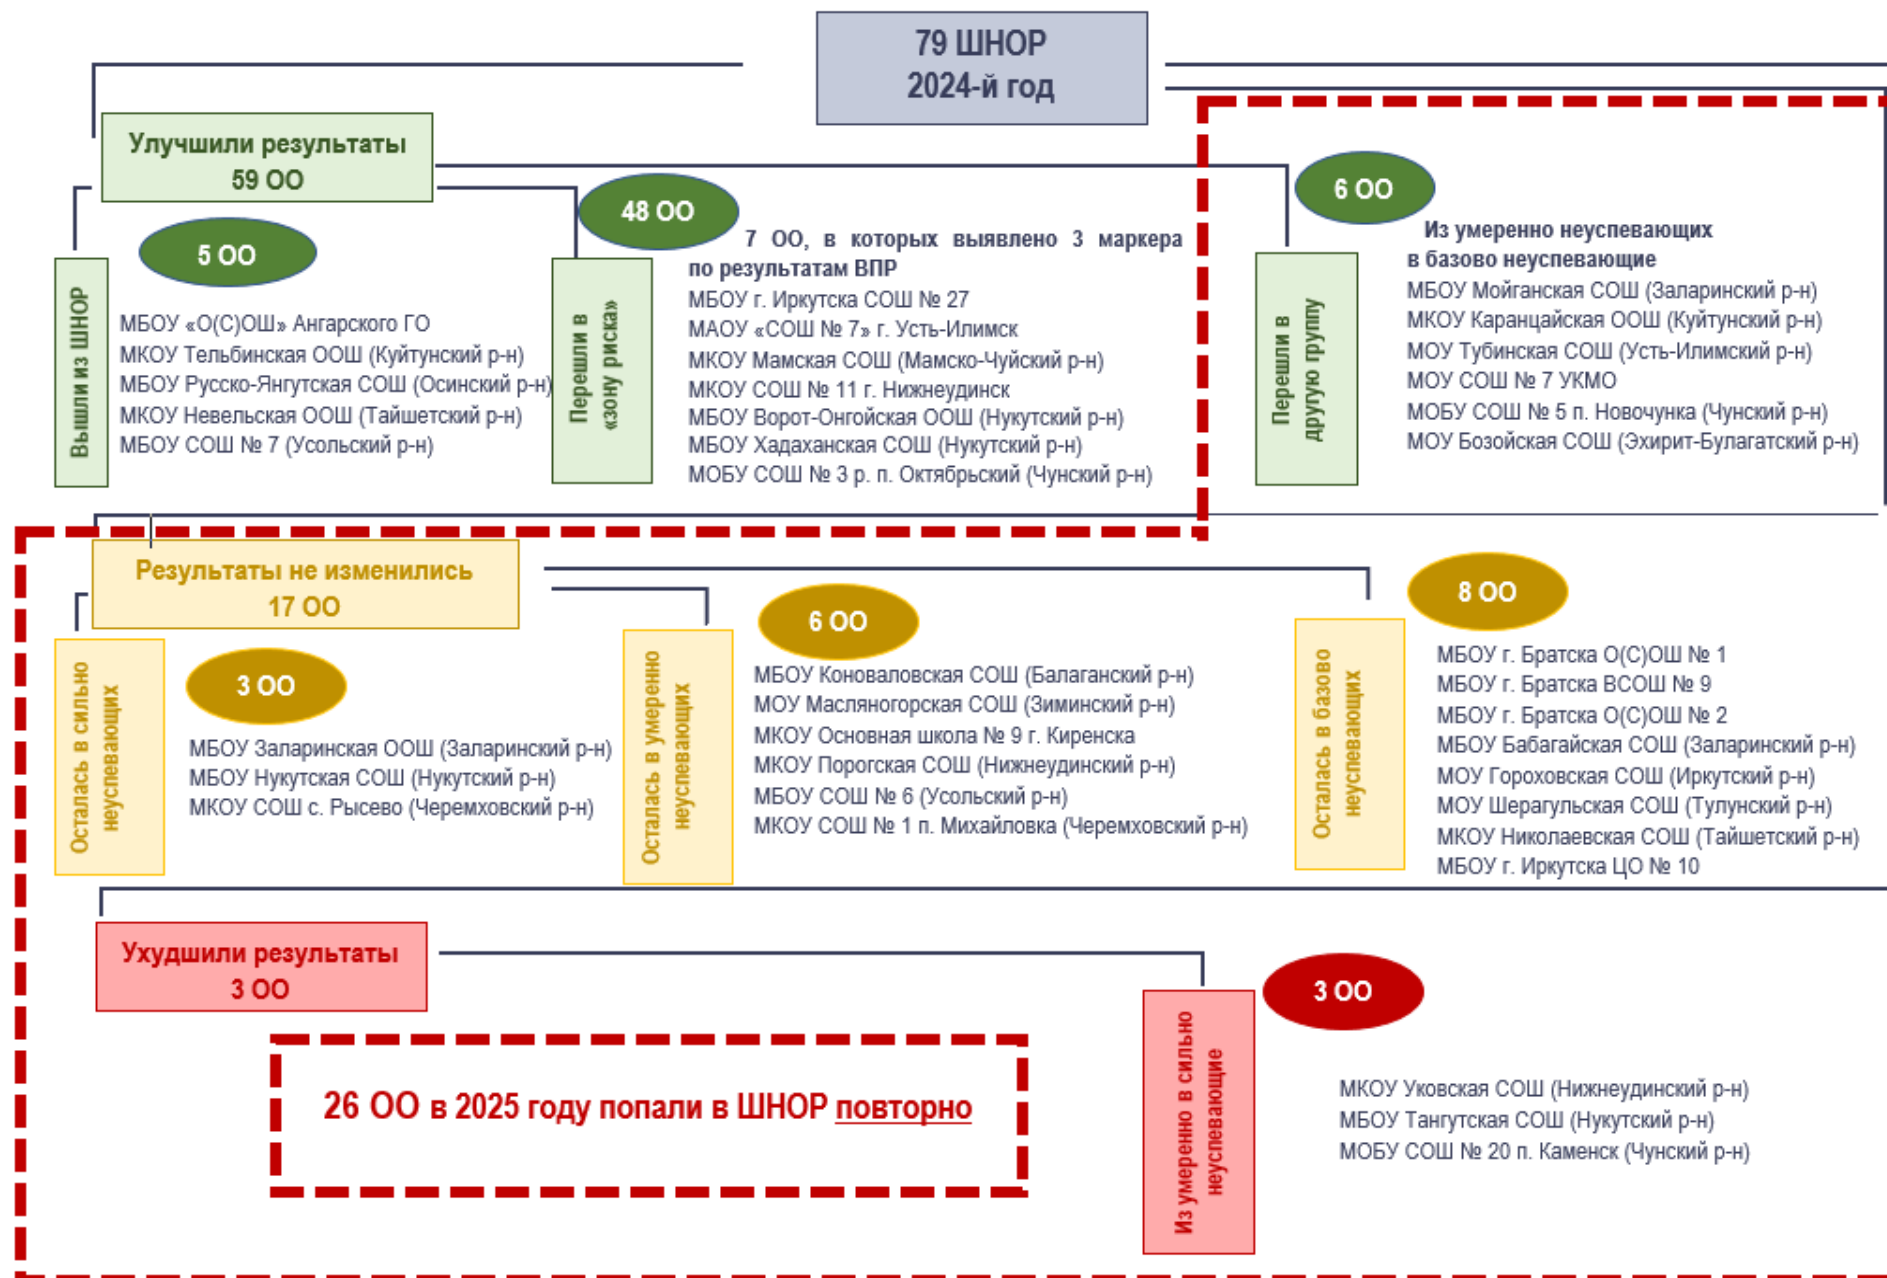 79 ШНОР
2024-й год
Улучшили результаты
59 ОО
5 ОО
Вышли из ШНОР
МБОУ «О(С)ОШ» Ангарского ГО
МКОУ Тельбинская ООШ (Куйтунский р-н)
МБОУ Русско-Янгутская СОШ (Осинский р-н)
МКОУ Невельская ООШ (Тайшетский р-н)
МБОУ СОШ № 7 (Усольский р-н)
48 ОО
Перешли в
«зону риска»
7 ОО, в которых выявлено 3 маркера
по результатам ВПР
МБОУ г. Иркутска СОШ № 27
МАОУ «СОШ № 7» г. Усть-Илимск
МКОУ Мамская СОШ (Мамско-Чуйский р-н)
МКОУ СОШ № 11 г. Нижнеудинск
МБОУ Ворот-Онгойская ООШ (Нукутский р-н)
МБОУ Хадаханская СОШ (Нукутский р-н)
МОБУ СОШ № 3 р. п. Октябрьский (Чунский р-н)
6 ОО
Перешли в
другую группу
Из умеренно неуспевающих
в базово неуспевающие
МБОУ Мойганская СОШ (Заларинский р-н)
МКОУ Каранцайская ООШ (Куйтунский р-н)
МОУ Тубинская СОШ (Усть-Илимский р-н)
МОУ СОШ № 7 УКМО
МОБУ СОШ № 5 п. Новочунка (Чунский р-н)
МОУ Бозойская СОШ (Эхирит-Булагатский р-н)
Результаты не изменились
17 ОО
3 ОО
Осталась в сильно
неуспевающих
МБОУ Заларинская ООШ (Заларинский р-н)
МБОУ Нукутская СОШ (Нукутский р-н)
МКОУ СОШ с. Рысево (Черемховский р-н)
6 ОО
Осталась в умеренно
неуспевающих
МБОУ Коноваловская СОШ (Балаганский р-н)
МОУ Масляногорская СОШ (Зиминский р-н)
МКОУ Основная школа № 9 г. Киренска
МКОУ Порогская СОШ (Нижнеудинский р-н)
МБОУ СОШ № 6 (Усольский р-н)
МКОУ СОШ № 1 п. Михайловка (Черемховский р-н)
8 ОО
Осталась в базово
неуспевающих
МБОУ г. Братска О(С)ОШ № 1
МБОУ г. Братска ВСОШ № 9
МБОУ г. Братска О(С)ОШ № 2
МБОУ Бабагайская СОШ (Заларинский р-н)
МОУ Гороховская СОШ (Иркутский р-н)
МОУ Шерагульская СОШ (Тулунский р-н)
МКОУ Николаевская СОШ (Тайшетский р-н)
МБОУ г. Иркутска ЦО № 10
Ухудшили результаты
3 ОО
3 ОО
Из умеренно в сильно
неуспевающие
МКОУ Уковская СОШ (Нижнеудинский р-н)
МБОУ Тангутская СОШ (Нукутский р-н)
МОБУ СОШ № 20 п. Каменск (Чунский р-н)
26 ОО в 2025 году попали в ШНОР повторно